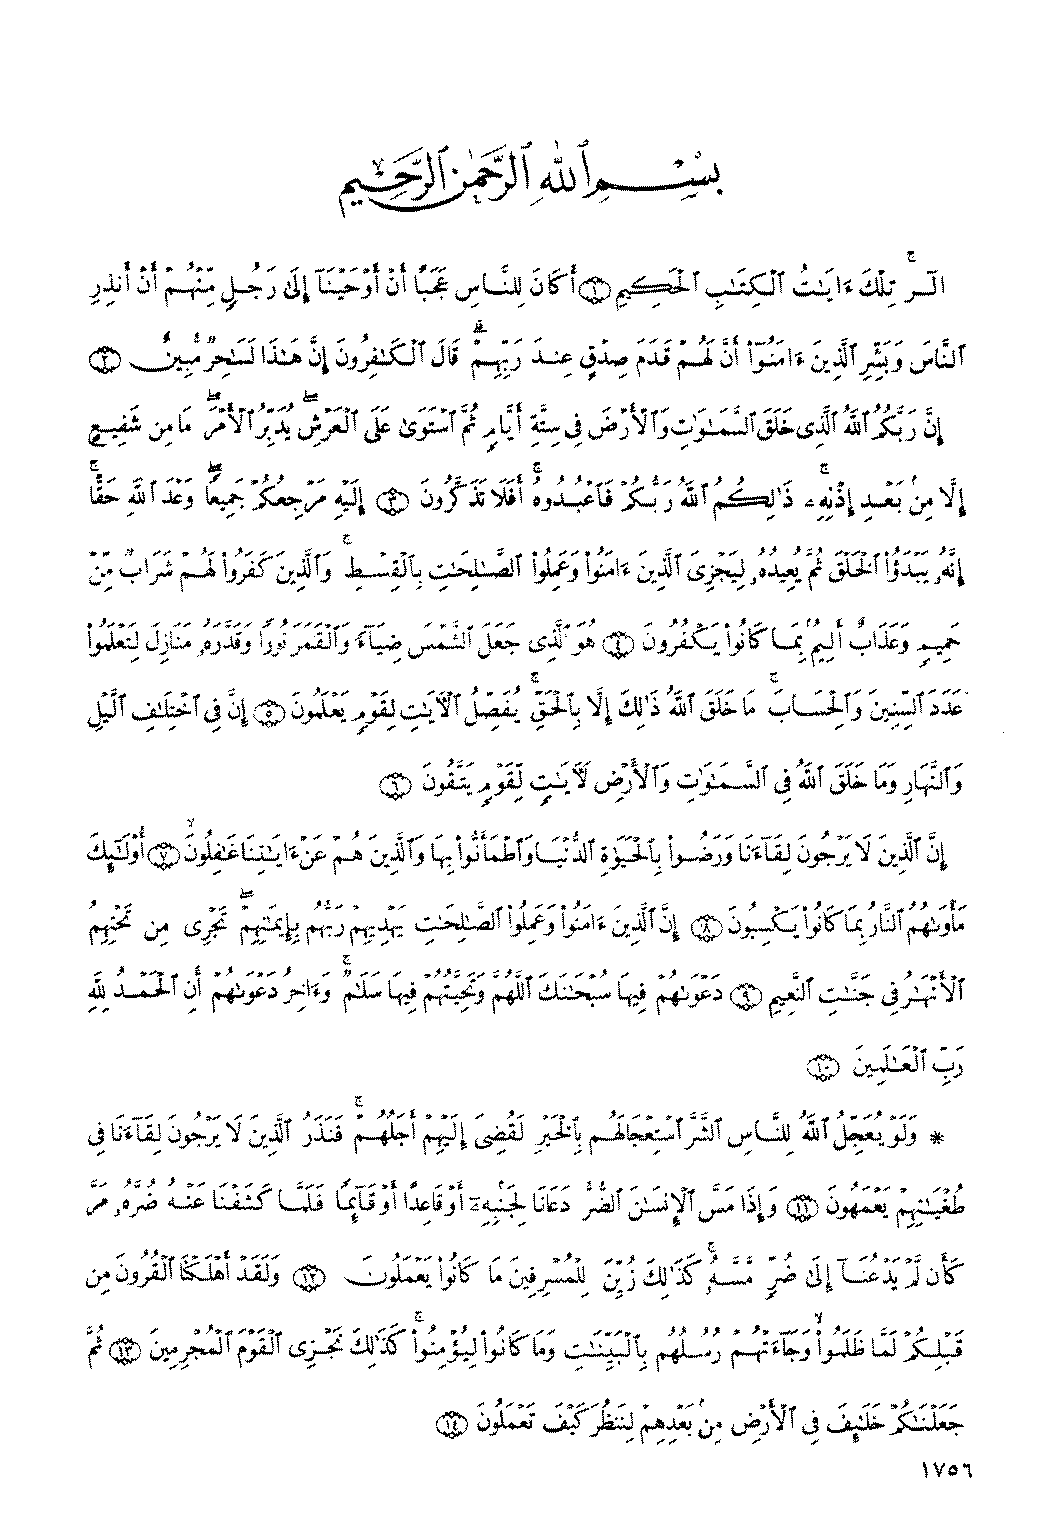 بِسْمِ ٱللَّهِ ٱلرَّحْمَٰنِ ٱلرَّحِيمِ
الٓرۚ تِلْكَ ءَايَٰتُ ٱلْكِتَٰبِ ٱلْحَكِيمِ ١ أَكَانَ لِلنَّاسِ عَجَبًا أَنْ أَوْحَيْنَآ إِلَىٰ رَجُلٍ مِّنْهُمْ أَنْ أَنذِرِ
ٱلنَّاسَ وَبَشِّرِ ٱلَّذِينَ ءَامَنُوٓا۟ أَنَّ لَهُمْ قَدَمَ صِدْقٍ عِندَ رَبِّهِمْۗ قَالَ ٱلْكَٰفِرُونَ إِنَّ هَٰذَا لَسَٰحِرٌ مُّبِينٌ ٢
إِنَّ رَبَّكُمُ ٱللَّهُ ٱلَّذِى خَلَقَ ٱلسَّمَٰوَٰتِ وَٱلْأَرْضَ فِى سِتَّةِ أَيَّامٍ ثُمَّ ٱسْتَوَىٰ عَلَى ٱلْعَرْشِۖ يُدَبِّرُ ٱلْأَمْرَۖ مَا مِن شَفِيعٍ
إِلَّا مِنۢ بَعْدِ إِذْنِهِۦۚ ذَٰلِكُمُ ٱللَّهُ رَبُّكُمْ فَٱعْبُدُوهُۚ أَفَلَا تَذَكَّرُونَ ٣ إِلَيْهِ مَرْجِعُكُمْ جَمِيعًاۖ وَعْدَ ٱللَّهِ حَقًّاۚ
إِنَّهُۥ يَبْدَؤُا۟ ٱلْخَلْقَ ثُمَّ يُعِيدُهُۥ لِيَجْزِىَ ٱلَّذِينَ ءَامَنُوا۟ وَعَمِلُوا۟ ٱلصَّٰلِحَٰتِ بِٱلْقِسْطِۚ وَٱلَّذِينَ كَفَرُوا۟ لَهُمْ شَرَابٌ مِّنْ
حَمِيمٍ وَعَذَابٌ أَلِيمٌۢ بِمَا كَانُوا۟ يَكْفُرُونَ ٤ هُوَ ٱلَّذِى جَعَلَ ٱلشَّمْسَ ضِيَآءً وَٱلْقَمَرَ نُورًا وَقَدَّرَهُۥ مَنَازِلَ لِتَعْلَمُوا۟
عَدَدَ ٱلسِّنِينَ وَٱلْحِسَابَۚ مَا خَلَقَ ٱللَّهُ ذَٰلِكَ إِلَّا بِٱلْحَقِّۚ يُفَصِّلُ ٱلْءَايَٰتِ لِقَوْمٍ يَعْلَمُونَ ٥ إِنَّ فِى ٱخْتِلَٰفِ ٱلَّيْلِ
وَٱلنَّهَارِ وَمَا خَلَقَ ٱللَّهُ فِى ٱلسَّمَٰوَٰتِ وَٱلْأَرْضِ لَءَايَٰتٍ لِّقَوْمٍ يَتَّقُونَ ٦
إِنَّ ٱلَّذِينَ لَا يَرْجُونَ لِقَآءَنَا وَرَضُوا۟ بِٱلْحَيَوٰةِ ٱلدُّنْيَا وَٱطْمَأَنُّوا۟ بِهَا وَٱلَّذِينَ هُمْ عَنْ ءَايَٰتِنَا غَٰفِلُونَۙ ٧ أُو۟لَٰٓئِكَ
مَأْوَىٰهُمُ ٱلنَّارُ بِمَا كَانُوا۟ يَكْسِبُونَ ٨ إِنَّ ٱلَّذِينَ ءَامَنُوا۟ وَعَمِلُوا۟ ٱلصَّٰلِحَٰتِ يَهْدِيهِمْ رَبُّهُم بِإِيمَٰنِهِمْۖ تَجْرِى مِن تَحْتِهِمُ
ٱلْأَنْهَٰرُ فِى جَنَّٰتِ ٱلنَّعِيمِ ٩ دَعْوَىٰهُمْ فِيهَا سُبْحَٰنَكَ ٱللَّهُمَّ وَتَحِيَّتُهُمْ فِيهَا سَلَٰمٌۚ وَءَاخِرُ دَعْوَىٰهُمْ أَنِ ٱلْحَمْدُ لِلَّهِ
رَبِّ ٱلْعَٰلَمِينَ ١٠
* وَلَوْ يُعَجِّلُ ٱللَّهُ لِلنَّاسِ ٱلشَّرَّ ٱسْتِعْجَالَهُم بِٱلْخَيْرِ لَقُضِىَ إِلَيْهِمْ أَجَلُهُمْۚ فَنَذَرُ ٱلَّذِينَ لَا يَرْجُونَ لِقَآءَنَا فِى
طُغْيَٰنِهِمْ يَعْمَهُونَ ١١ وَإِذَا مَسَّ ٱلْإِنسَٰنَ ٱلضُّرُّ دَعَانَا لِجَنۢبِهِۦٓ أَوْ قَاعِدًا أَوْ قَآئِمًا فَلَمَّا كَشَفْنَا عَنْهُ ضُرَّهُۥ مَرَّ
كَأَن لَّمْ يَدْعُنَآ إِلَىٰ ضُرٍّ مَّسَّهُۥۚ كَذَٰلِكَ زُيِّنَ لِلْمُسْرِفِينَ مَا كَانُوا۟ يَعْمَلُونَ ١٢ وَلَقَدْ أَهْلَكْنَا ٱلْقُرُونَ مِن
قَبْلِكُمْ لَمَّا ظَلَمُوا۟ۙ وَجَآءَتْهُمْ رُسُلُهُم بِٱلْبَيِّنَٰتِ وَمَا كَانُوا۟ لِيُؤْمِنُوا۟ۚ كَذَٰلِكَ نَجْزِى ٱلْقَوْمَ ٱلْمُجْرِمِينَ ١٣ ثُمَّ
جَعَلْنَٰكُمْ خَلَٰٓئِفَ فِى ٱلْأَرْضِ مِنۢ بَعْدِهِمْ لِنَنظُرَ كَيْفَ تَعْمَلُونَ ١٤
١٧٥٦